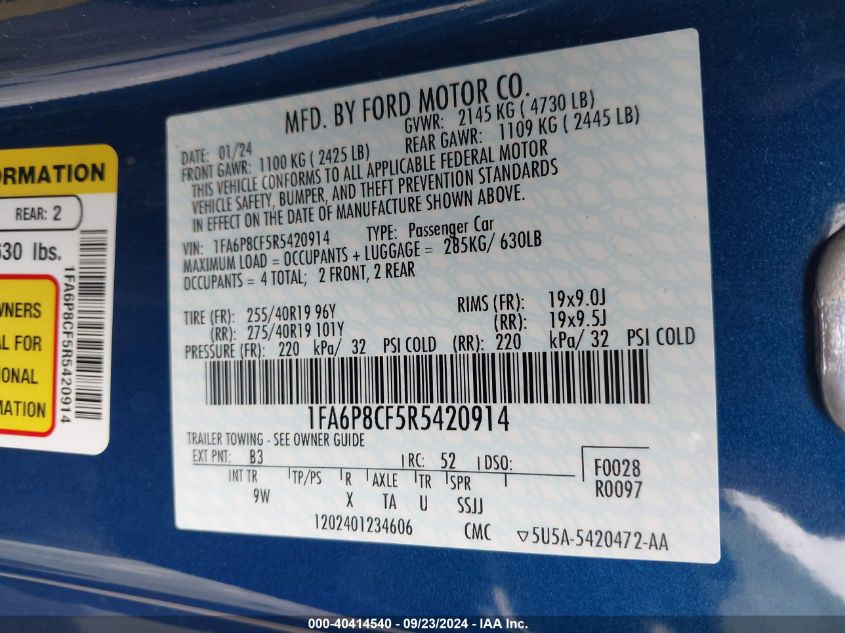 MFD. BY FORD MOTOR CO.
DATE: 01/24 GVWR: 2145 KG ( 4730 LB)
FRONT GAWR: 1100 KG ( 2425 LB) REAR GAWR: 1109 KG ( 2445 LB)
THIS VEHICLE CONFORMS TO ALL APPLICABLE FEDERAL MOTOR
VEHICLE SAFETY, BUMPER, AND THEFT PREVENTION STANDARDS
IN EFFECT ON THE DATE OF MANUFACTURE SHOWN ABOVE.
VIN: 1FA6P8CF5R5420914 TYPE: Passenger Car
MAXIMUM LOAD = OCCUPANTS + LUGGAGE = 285KG/ 630LB
OCCUPANTS = 4 TOTAL; 2 FRONT, 2 REAR
TIRE (FR): 255/40R19 96Y RIMS (FR): 19x9.0J
(RR): 275/40R19 101Y (RR): 19x9.5J
PRESSURE (FR): 220 kPa/ 32 PSI COLD (RR): 220 kPa/ 32 PSI COLD
1FA6P8CF5R5420914
TRAILER TOWING - SEE OWNER GUIDE
EXT PNT: B3 RC: 52 DSO: F0028
INT TR TP/PS R AXLE TR SPR R0097
9W X TA U SSJJ
1202401234606 CMC ▽5U5A-5420472-AA
ORMATION
REAR: 2
630 lbs.
1FA6P8CF5R5420914
WNERS
AL FOR
IONAL
MATION
000-40414540 - 09/23/2024 - IAA Inc.